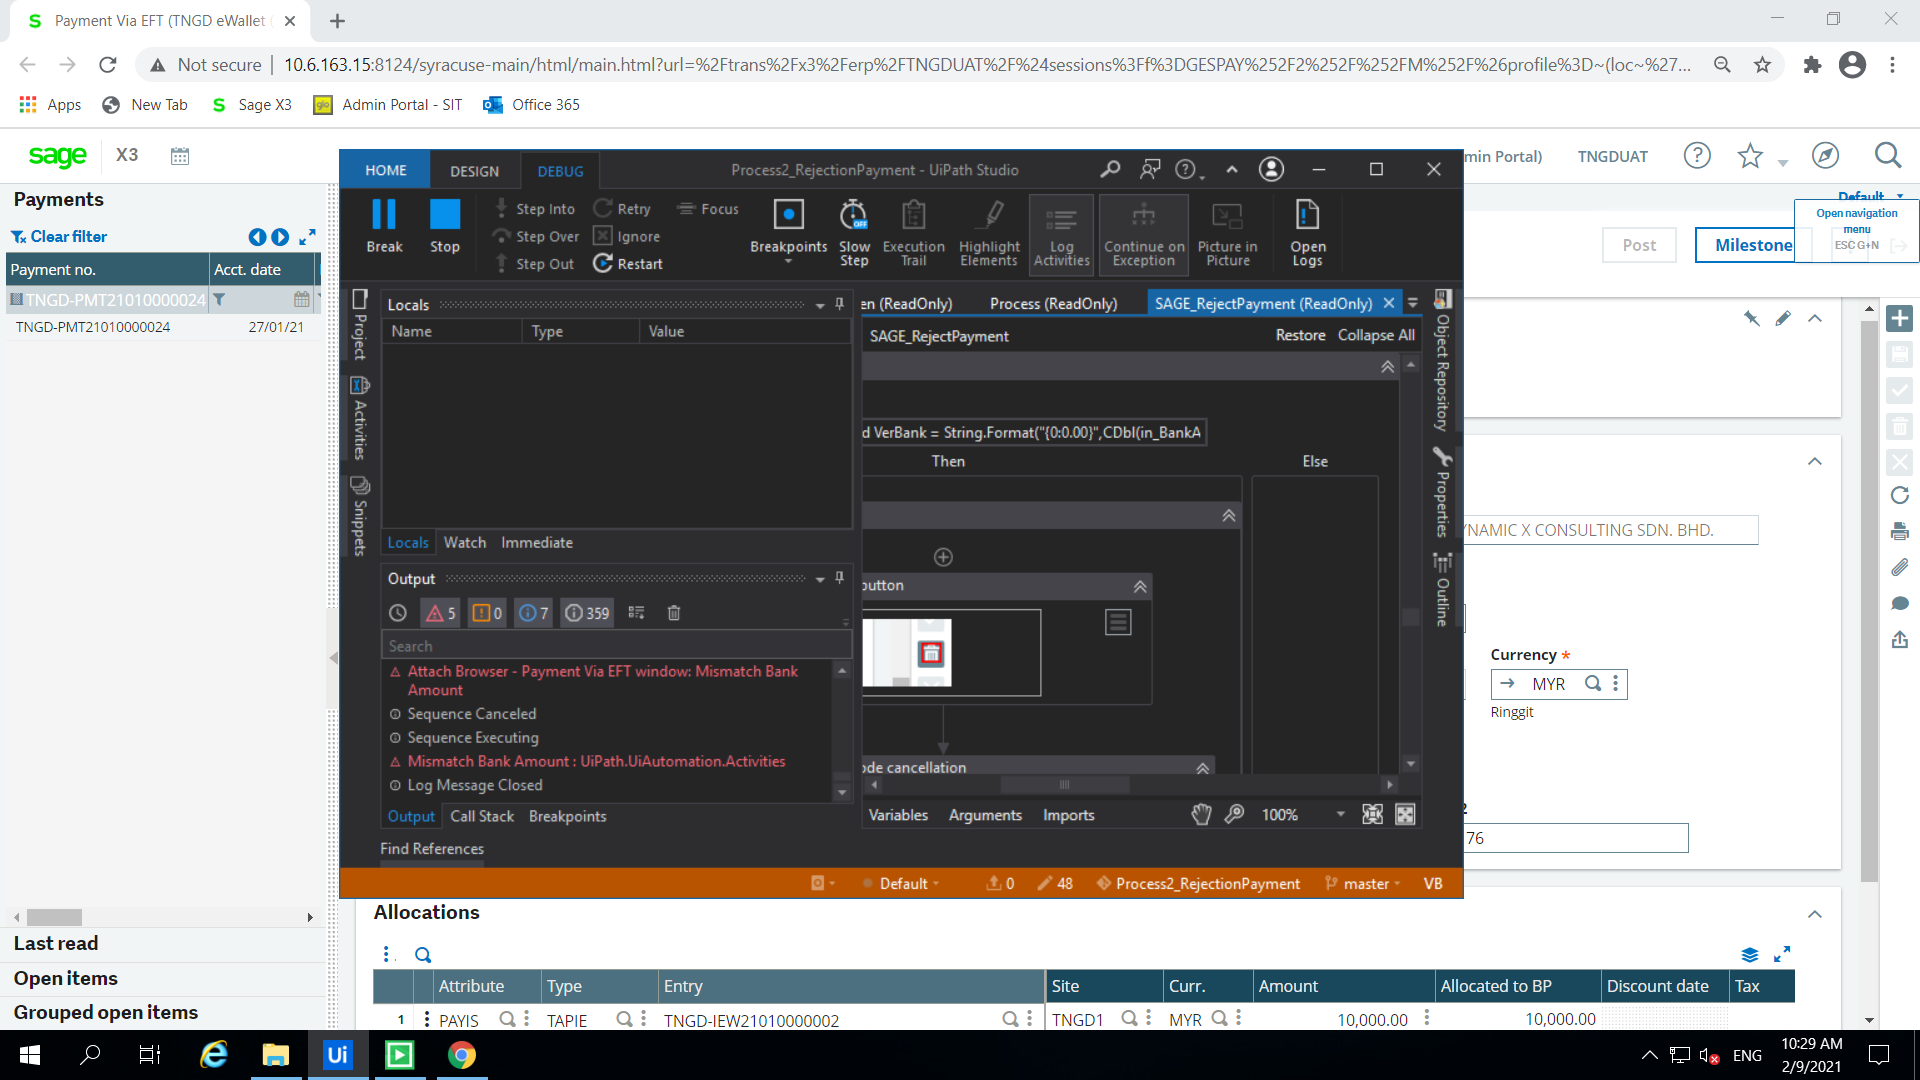 Payment Via EFT (TNGD eWallet (
Not secure
10.6.163.15:8124/syracuse-main/html/main.html?url=%2Ftrans%2Fx3%2Ferp%2FTNGDUAT%2F%24sessions%3Ff%3DGESPAY%252F2%252F%252FM%252F%26profile%3D~(loc~%27...
Apps
New Tab
S Sage X3
Admin Portal - SIT
Office 365
sage X3
min Portal)
TNGDUAT
Default
Open navigation
menu
ESC G+N
Post
Milestone
Payments
Clear filter
Payment no. Acct. date
TNGD-PMT21010000024
TNGD-PMT21010000024 27/01/21
Last read
Open items
Grouped open items
HOME DESIGN DEBUG
Process2_RejectionPayment - UiPath Studio
Break
Stop
Step Into
Step Over
Step Out
Retry
Ignore
Restart
Focus
Breakpoints
Slow
Step
Execution
Trail
Highlight
Elements
Log
Activities
Continue on
Exception
Picture in
Picture
Open
Logs
Project
Activities
Snippets
Locals
Name Type Value
Locals Watch Immediate
Output
5 0 7 359
Search
Attach Browser - Payment Via EFT window: Mismatch Bank
Amount
Sequence Canceled
Sequence Executing
Mismatch Bank Amount : UiPath.UiAutomation.Activities
Log Message Closed
Output Call Stack Breakpoints
Find References
en (ReadOnly) Process (ReadOnly) SAGE_RejectPayment (ReadOnly)
SAGE_RejectPayment Restore Collapse All
d VerBank = String.Format("{0:0.00}",CDbl(in_BankA
Then Else
button
ode cancellation
Variables Arguments Imports 100%
Object Repository
Properties
Outline
Default 0 48 Process2_RejectionPayment master VB
YNAMIC X CONSULTING SDN. BHD.
Currency *
MYR
Ringgit
2
76
Allocations
Attribute Type Entry Site Curr. Amount Allocated to BP Discount date Tax
1 PAYIS TAPIE TNGD-IEW21010000002 TNGD1 MYR 10,000.00 10,000.00
Ui
ENG
10:29 AM
2/9/2021